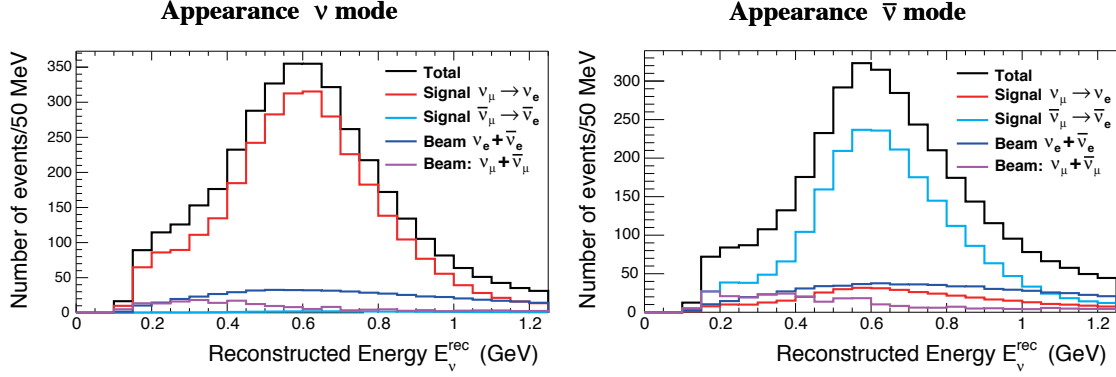 Appearance ν mode
Number of events/50 MeV
350
300
250
200
150
100
50
0
Total
Signal ν_μ → ν_e
Signal ν̄_μ → ν̄_e
Beam ν_e + ν̄_e
Beam: ν_μ + ν̄_μ
0 0.2 0.4 0.6 0.8 1 1.2
Reconstructed Energy E_ν^rec (GeV)
Appearance ν̄ mode
Number of events/50 MeV
300
250
200
150
100
50
0
Total
Signal ν_μ → ν_e
Signal ν̄_μ → ν̄_e
Beam ν_e + ν̄_e
Beam: ν_μ + ν̄_μ
0 0.2 0.4 0.6 0.8 1 1.2
Reconstructed Energy E_ν^rec (GeV)